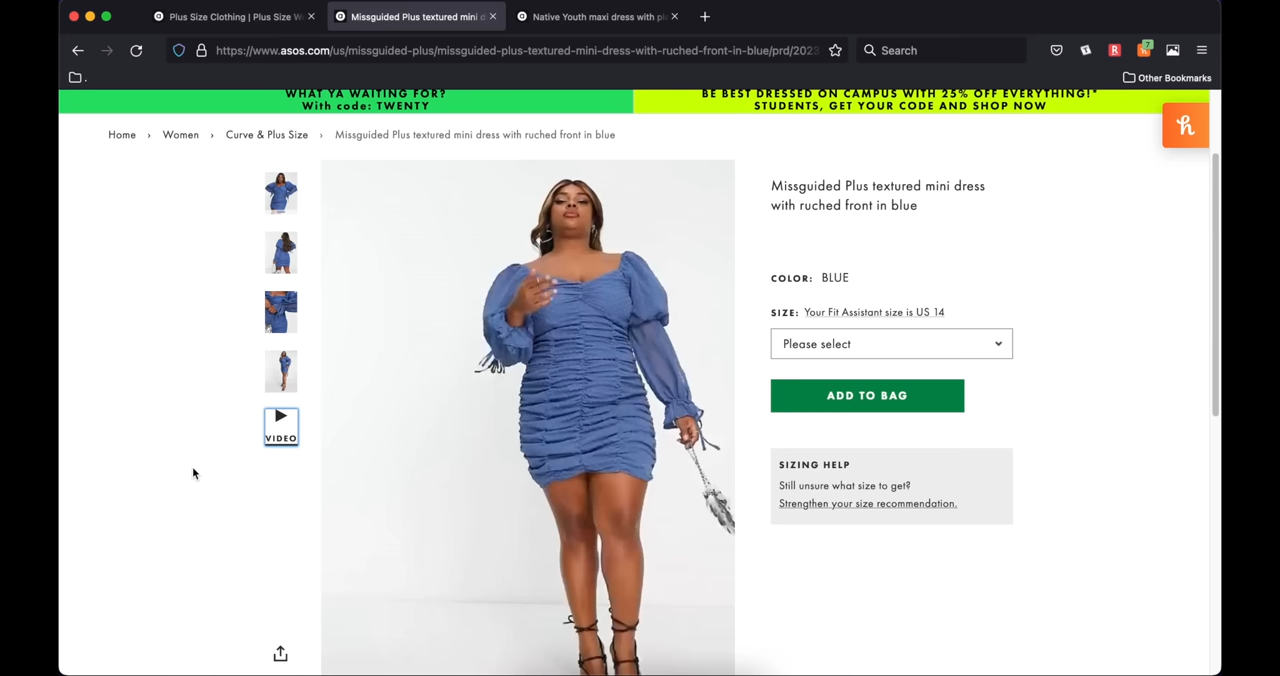 Plus Size Clothing | Plus Size W
Missguided Plus textured mini d
Native Youth maxi dress with pl
https://www.asos.com/us/missguided-plus/missguided-plus-textured-mini-dress-with-ruched-front-in-blue/prd/2023
Search
7
.
Other Bookmarks
WHAT YA WAITING FOR?
With code: TWENTY
BE BEST DRESSED ON CAMPUS WITH 25% OFF EVERYTHING!*
STUDENTS, GET YOUR CODE AND SHOP NOW
h
Home › Women › Curve & Plus Size › Missguided Plus textured mini dress with ruched front in blue
VIDEO
Missguided Plus textured mini dress
with ruched front in blue
COLOR: BLUE
SIZE: Your Fit Assistant size is US 14
Please select
ADD TO BAG
SIZING HELP
Still unsure what size to get?
Strengthen your size recommendation.